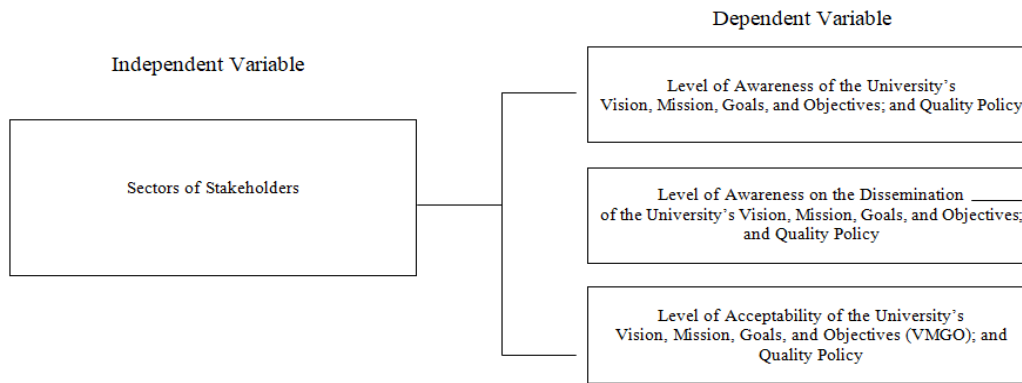 Dependent Variable
Independent Variable
Level of Awareness of the University’s
Vision, Mission, Goals, and Objectives; and Quality Policy
Sectors of Stakeholders
Level of Awareness on the Dissemination
of the University’s Vision, Mission, Goals, and Objectives;
and Quality Policy
Level of Acceptability of the University’s
Vision, Mission, Goals, and Objectives (VMGO); and
Quality Policy